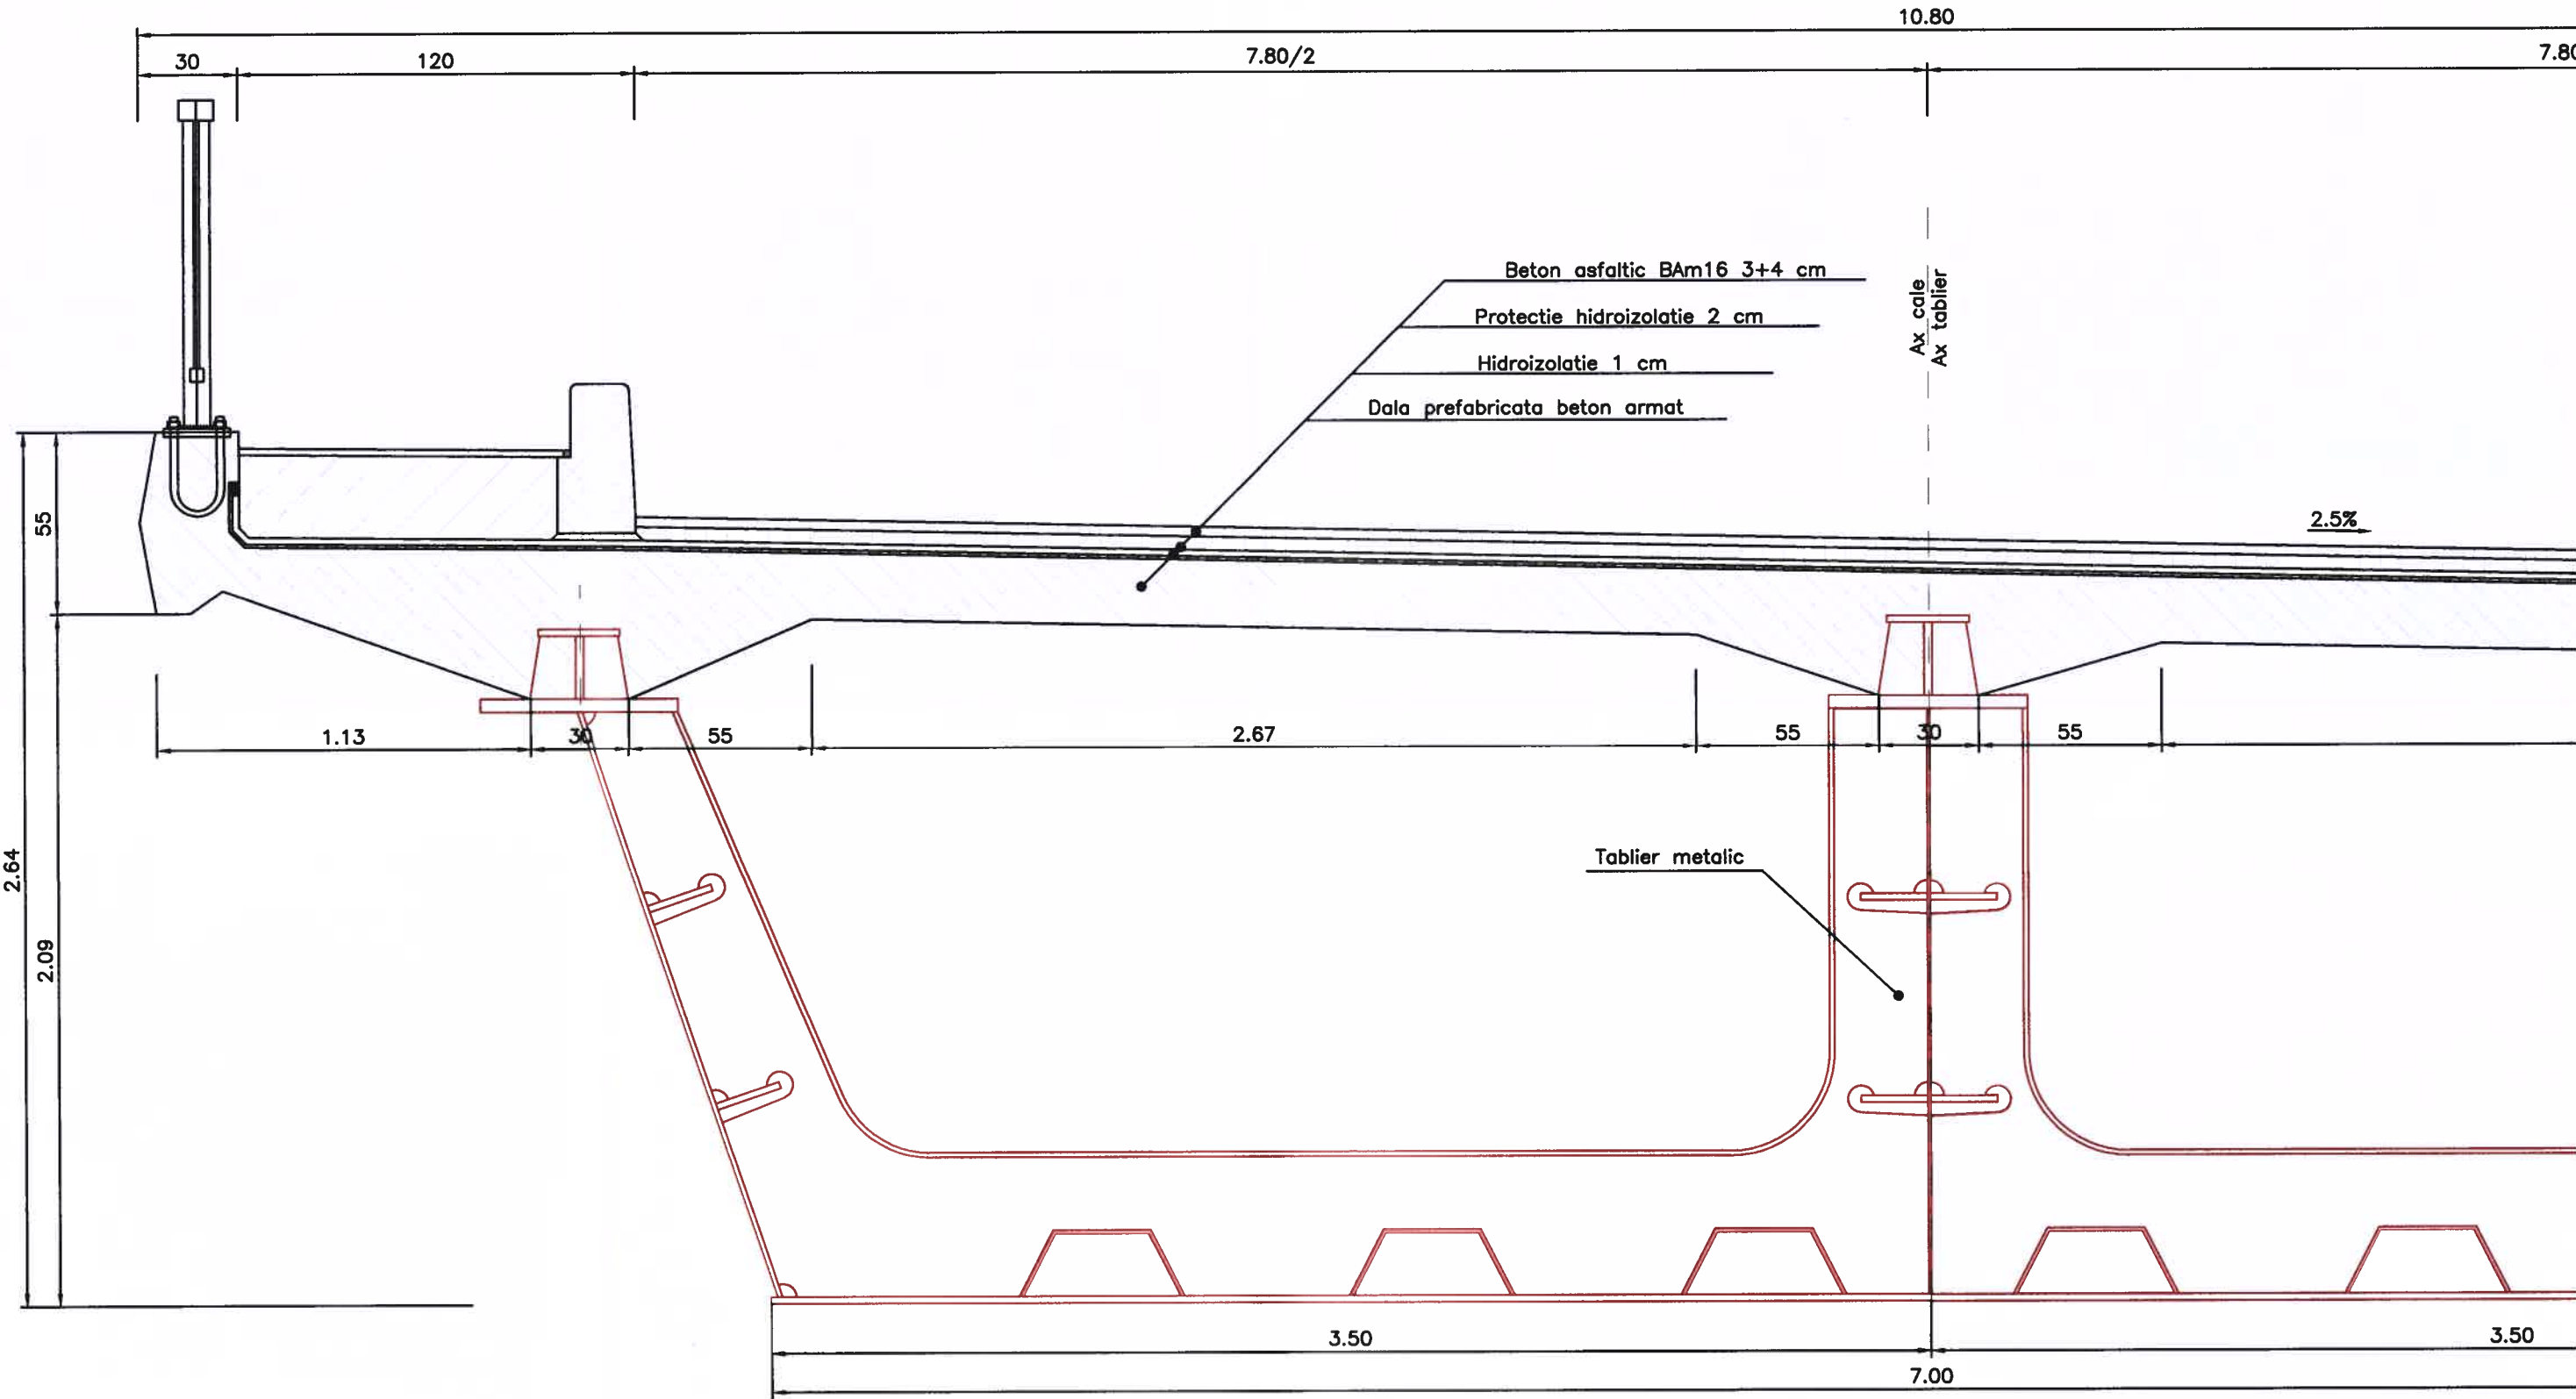 10.80
30
120
7.80/2
7.80
Beton asfaltic BAm16 3+4 cm
Protectie hidroizolatie 2 cm
Hidroizolatie 1 cm
Dala prefabricata beton armat
Ax cale
Ax tablier
2.5%
55
2.64
2.09
1.13
30
55
2.67
55
30
55
Tablier metalic
3.50
3.50
7.00